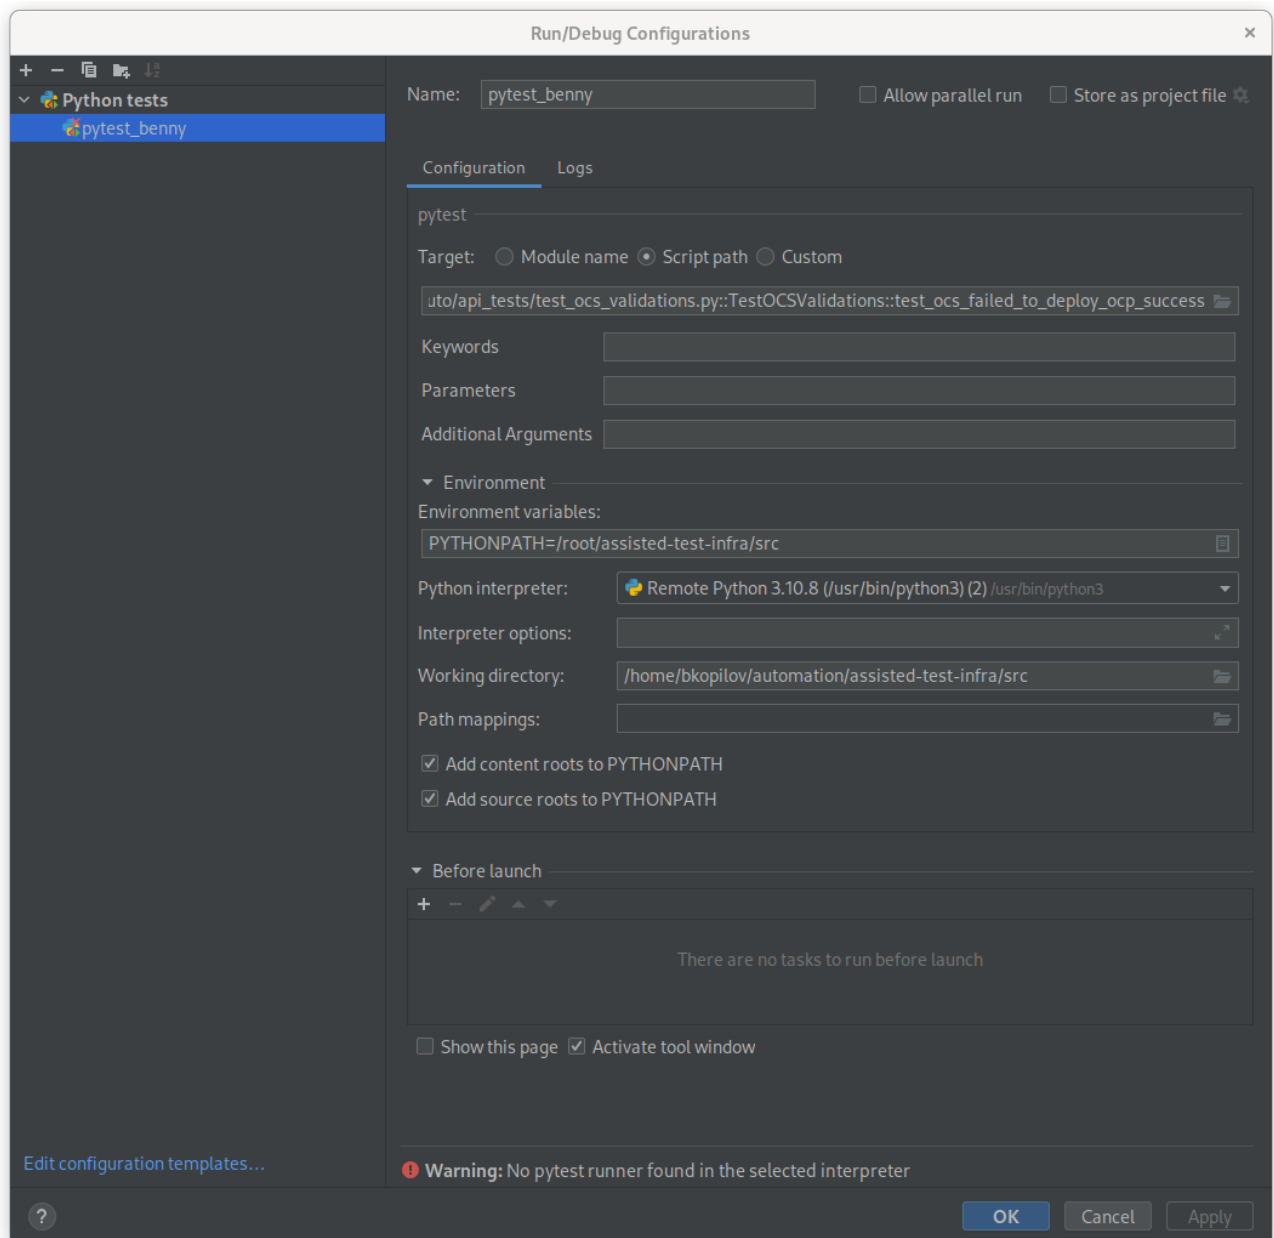 Run/Debug Configurations
Python tests
pytest_benny
Name: pytest_benny Allow parallel run Store as project file
Configuration Logs
pytest
Target: Module name Script path Custom
uto/api_tests/test_ocs_validations.py::TestOCSValidations::test_ocs_failed_to_deploy_ocp_success
Keywords
Parameters
Additional Arguments
Environment
Environment variables:
PYTHONPATH=/root/assisted-test-infra/src
Python interpreter: Remote Python 3.10.8 (/usr/bin/python3) (2) /usr/bin/python3
Interpreter options:
Working directory: /home/bkopilov/automation/assisted-test-infra/src
Path mappings:
Add content roots to PYTHONPATH
Add source roots to PYTHONPATH
Before launch
There are no tasks to run before launch
Show this page Activate tool window
Edit configuration templates...
Warning: No pytest runner found in the selected interpreter
? OK Cancel Apply